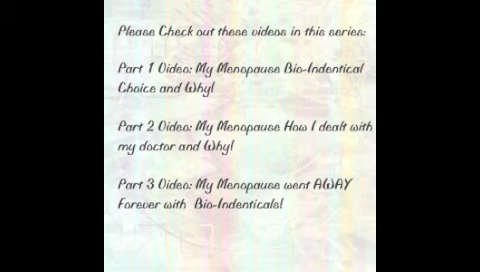 Please Check out these videos in this series:
Part 1 Video: My Menopause Bio-Indentical
Choice and Why!
Part 2 Video: My Menopause How I dealt with
my doctor and Why!
Part 3 Video: My Menopause went AWAY
Forever with Bio-Indenticals!